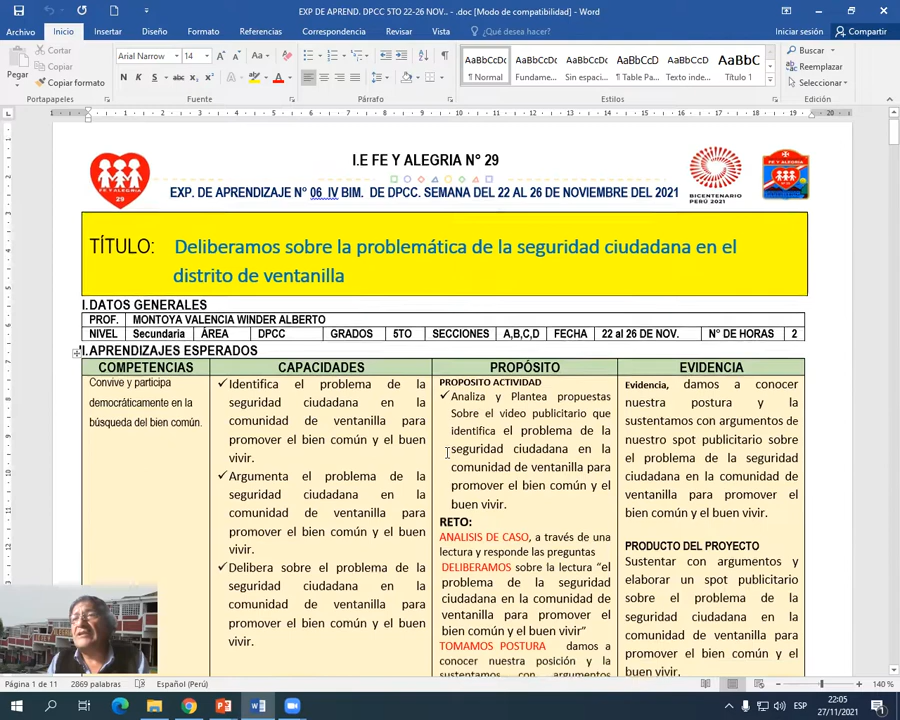 EXP DE APREND. DPCC 5TO 22-26 NOV.. - .doc [Modo de compatibilidad] - Word
Archivo Inicio Insertar Diseño Formato Referencias Correspondencia Revisar Vista ¿Qué desea hacer? Iniciar sesión Compartir
Pegar
Cortar
Copiar
Copiar formato
Portapapeles
Arial Narrow 14
N K S abc x₂ x²
Fuente
Párrafo
AaBbCcDc AaBbCc AaBbCcDc AaBbCcD AaBbCcDc AaBbC
¶ Normal Fundame... Sin espaci... ¶ Table Pa... Texto inde... Título 1
Estilos
Buscar
Reemplazar
Seleccionar
Edición
I.E FE Y ALEGRIA N° 29
EXP. DE APRENDIZAJE N° 06 IV BIM. DE DPCC. SEMANA DEL 22 AL 26 DE NOVIEMBRE DEL 2021
29
BICENTENARIO
PERÚ 2021
FE Y ALEGRIA
TÍTULO: Deliberamos sobre la problemática de la seguridad ciudadana en el
distrito de ventanilla
I.DATOS GENERALES
PROF. MONTOYA VALENCIA WINDER ALBERTO
NIVEL Secundaria ÁREA DPCC GRADOS 5TO SECCIONES A,B,C,D FECHA 22 al 26 DE NOV. N° DE HORAS 2
II.APRENDIZAJES ESPERADOS
COMPETENCIAS CAPACIDADES PROPÓSITO EVIDENCIA
Convive y participa
democráticamente en la
búsqueda del bien común.
✓Identifica el problema de la
seguridad ciudadana en la
comunidad de ventanilla para
promover el bien común y el buen
vivir.
✓Argumenta el problema de la
seguridad ciudadana en la
comunidad de ventanilla para
promover el bien común y el buen
vivir.
✓Delibera sobre el problema de la
seguridad ciudadana en la
comunidad de ventanilla para
promover el bien común y el buen
vivir.
PROPOSITO ACTIVIDAD
✓Analiza y Plantea propuestas
Sobre el video publicitario que
identifica el problema de la
seguridad ciudadana en la
comunidad de ventanilla para
promover el bien común y el
buen vivir.
RETO:
ANALISIS DE CASO, a través de una
lectura y responde las preguntas
DELIBERAMOS sobre la lectura “el
problema de la seguridad
ciudadana en la comunidad de
ventanilla para promover el
bien común y el buen vivir”
TOMAMOS POSTURA damos a
conocer nuestra posición y la
sustentamos con argumentos
Evidencia, damos a conocer
nuestra postura y la
sustentamos con argumentos de
nuestro spot publicitario sobre
el problema de la seguridad
ciudadana en la comunidad de
ventanilla para promover el
bien común y el buen vivir.
PRODUCTO DEL PROYECTO
Sustentar con argumentos y
elaborar un spot publicitario
sobre el problema de la
seguridad ciudadana en la
comunidad de ventanilla para
promover el bien común y el
buen vivir.
Página 1 de 11 2869 palabras Español (Perú) 140 %
ESP 22:05
27/11/2021